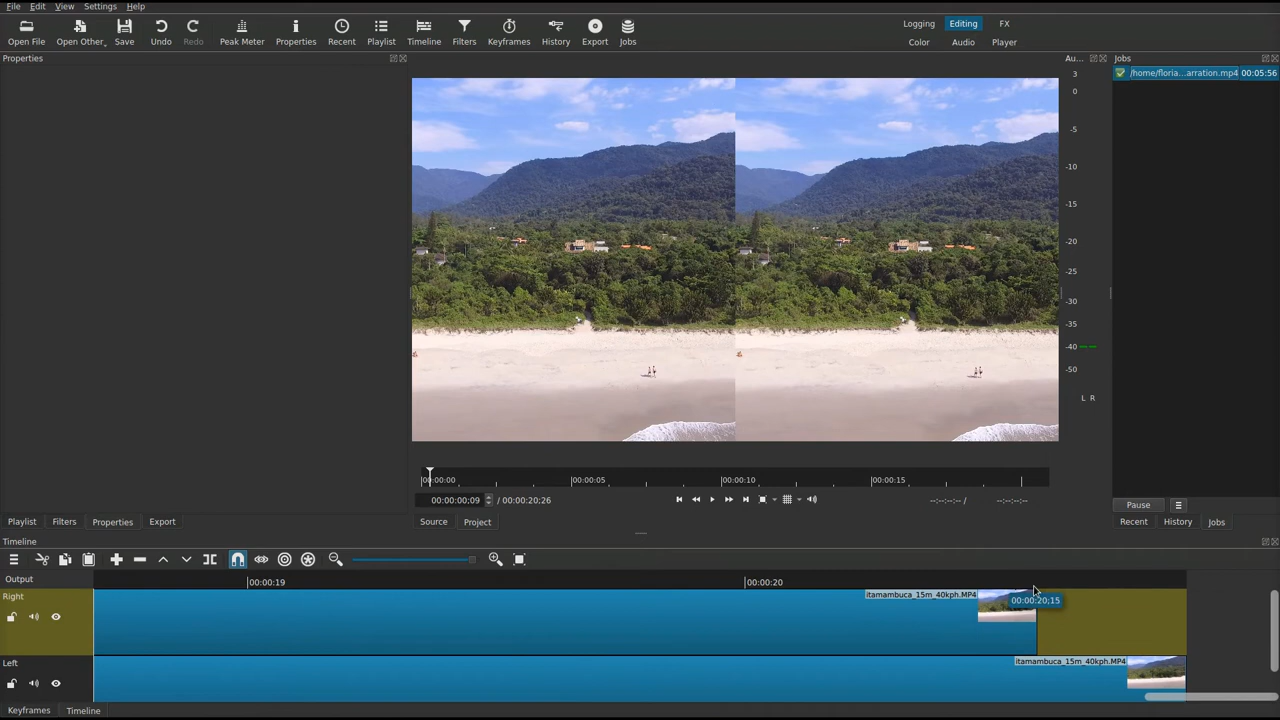 File Edit View Settings Help
Open File Open Other Save Undo Redo Peak Meter Properties Recent Playlist Timeline Filters Keyframes History Export Jobs
Logging Editing FX
Color Audio Player
Properties
Au...
Jobs
/home/floria...arration.mp4 00:05:56
3
0
-5
-10
-15
-20
-25
-30
-35
-40
-50
L R
00:00:00 00:00:05 00:00:10 00:00:15
00:00:00;09 / 00:00:20;26
--:--:--:-- / --:--:--:--
Pause
Playlist Filters Properties Export
Source Project
Recent History Jobs
Timeline
Output
00:00:19 00:00:20
Right
itamambuca_15m_40kph.MP4
00:00:20;15
Left
itamambuca_15m_40kph.MP4
Keyframes Timeline